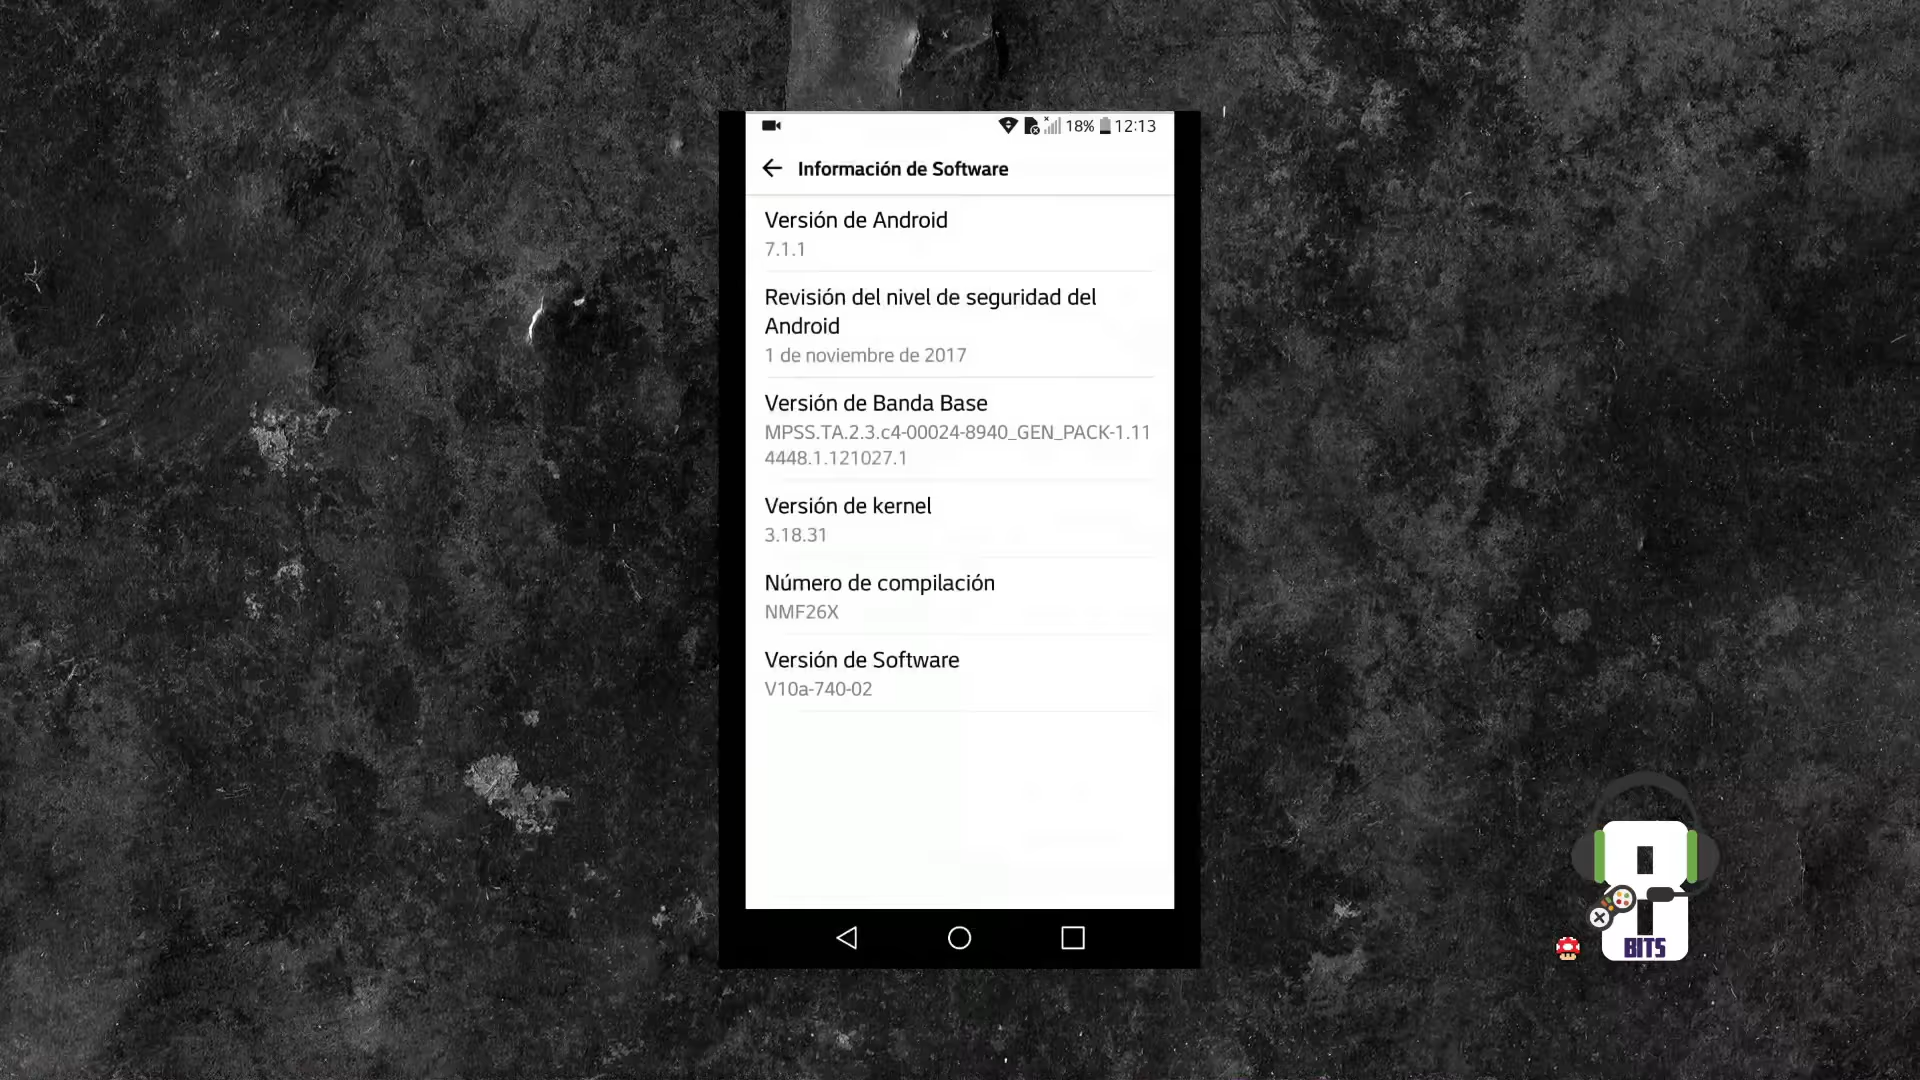 18% 12:13
Información de Software
Versión de Android
7.1.1
Revisión del nivel de seguridad del
Android
1 de noviembre de 2017
Versión de Banda Base
MPSS.TA.2.3.c4-00024-8940_GEN_PACK-1.11
4448.1.121027.1
Versión de kernel
3.18.31
Número de compilación
NMF26X
Versión de Software
V10a-740-02
8
BITS